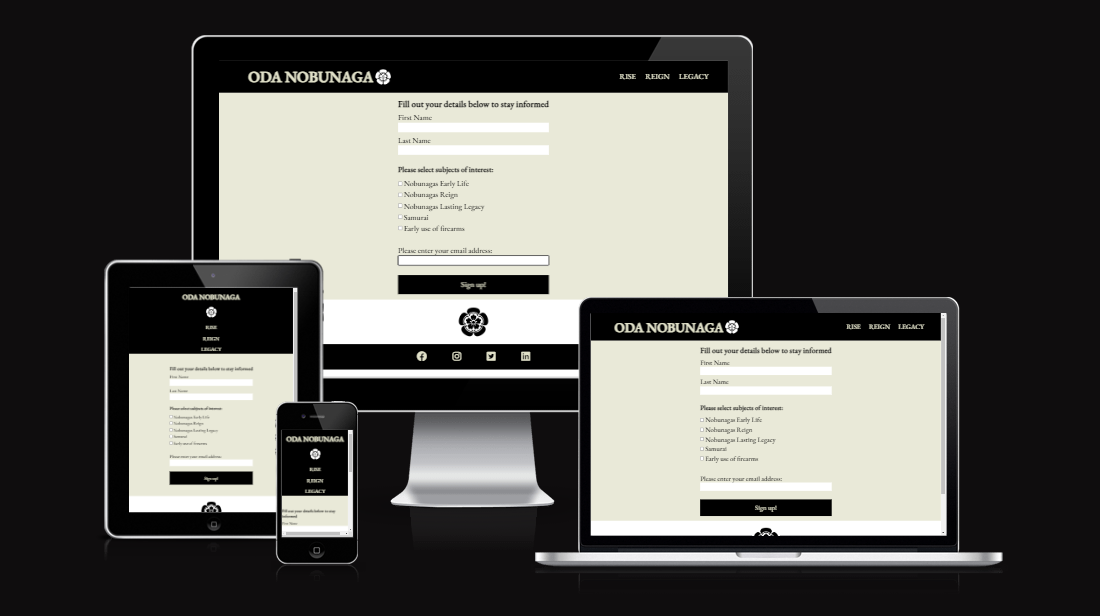 ODA NOBUNAGA
RISE REIGN LEGACY
Fill out your details below to stay informed
First Name
Last Name
Please select subjects of interest:
Nobunagas Early Life
Nobunagas Reign
Nobunagas Lasting Legacy
Samurai
Early use of firearms
Please enter your email address:
Sign up!
ODA NOBUNAGA
RISE
REIGN
LEGACY
Fill out your details below to stay informed
First Name
Last Name
Please select subjects of interest:
Nobunagas Early Life
Nobunagas Reign
Nobunagas Lasting Legacy
Samurai
Early use of firearms
Please enter your email address:
Sign up!
ODA NOBUNAGA
RISE
REIGN
LEGACY
Fill out your details below to stay
informed
First Name
ODA NOBUNAGA
RISE REIGN LEGACY
Fill out your details below to stay informed
First Name
Last Name
Please select subjects of interest:
Nobunagas Early Life
Nobunagas Reign
Nobunagas Lasting Legacy
Samurai
Early use of firearms
Please enter your email address:
Sign up!